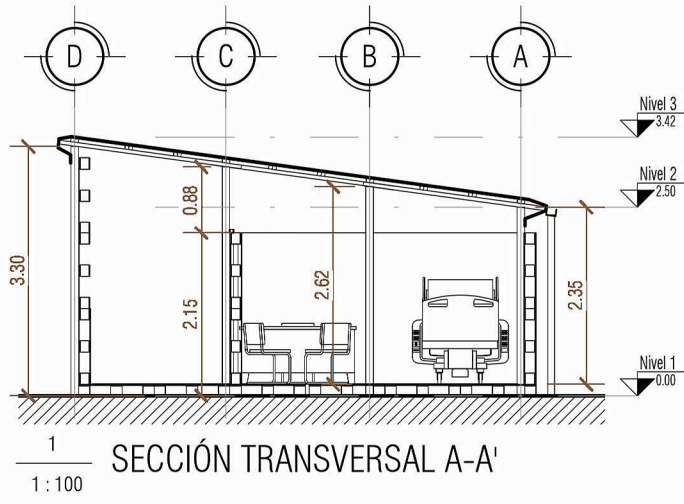 D
C
B
A
Nivel 3
3.42
Nivel 2
2.50
0.88
3.30
2.62
2.35
2.15
Nivel 1
0.00
1
1 : 100
SECCIÓN TRANSVERSAL A-A'